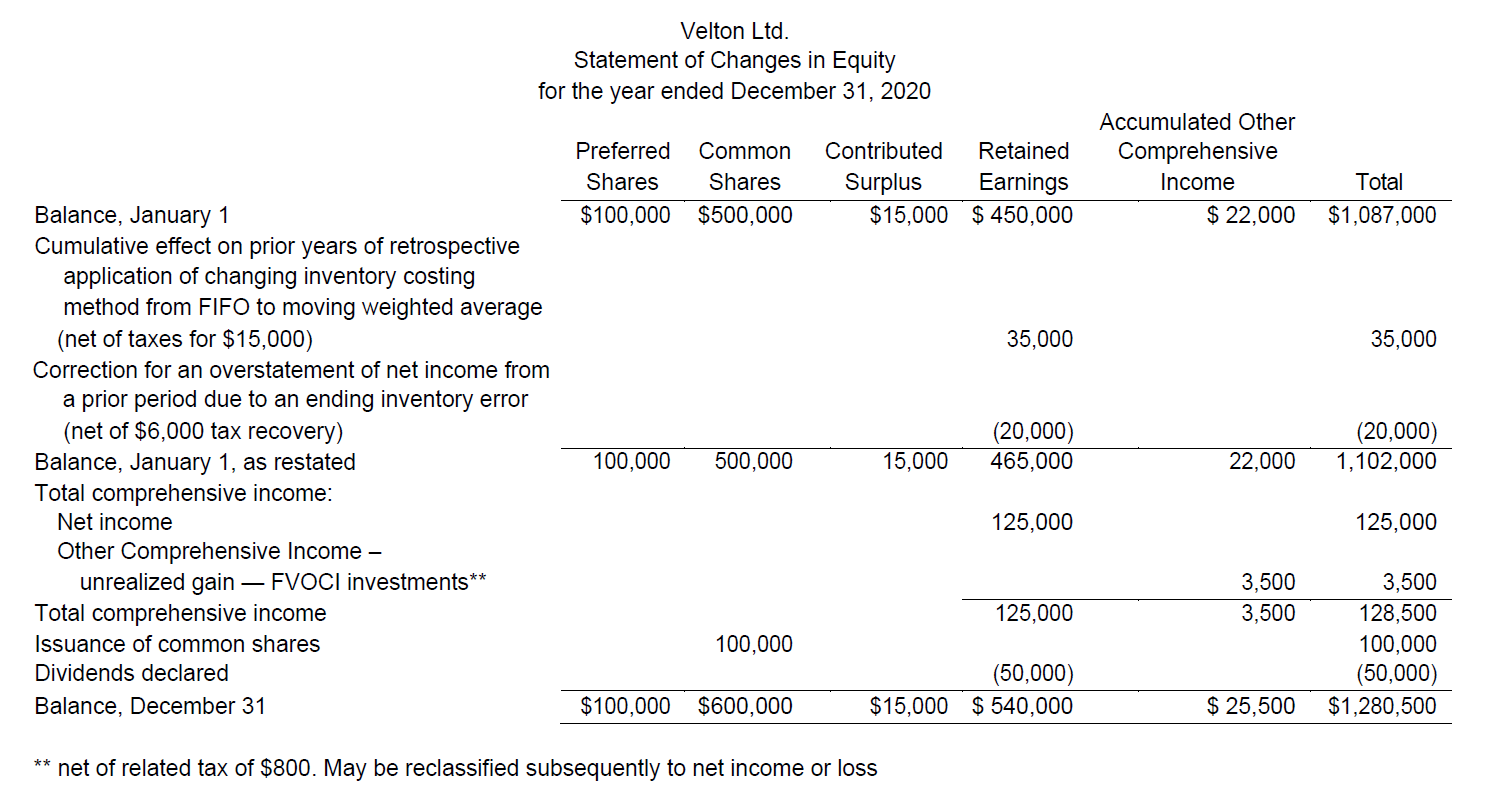 Velton Ltd.
Statement of Changes in Equity
for the year ended December 31, 2020
Accumulated Other
Preferred Common Contributed Retained Comprehensive
Shares Shares Surplus Earnings Income Total
Balance, January 1 $100,000 $500,000 $15,000 $ 450,000 $ 22,000 $1,087,000
Cumulative effect on prior years of retrospective
application of changing inventory costing
method from FIFO to moving weighted average
(net of taxes for $15,000) 35,000 35,000
Correction for an overstatement of net income from
a prior period due to an ending inventory error
(net of $6,000 tax recovery) (20,000) (20,000)
Balance, January 1, as restated 100,000 500,000 15,000 465,000 22,000 1,102,000
Total comprehensive income:
Net income 125,000 125,000
Other Comprehensive Income –
unrealized gain — FVOCI investments** 3,500 3,500
Total comprehensive income 125,000 3,500 128,500
Issuance of common shares 100,000 100,000
Dividends declared (50,000) (50,000)
Balance, December 31 $100,000 $600,000 $15,000 $ 540,000 $ 25,500 $1,280,500
** net of related tax of $800. May be reclassified subsequently to net income or loss